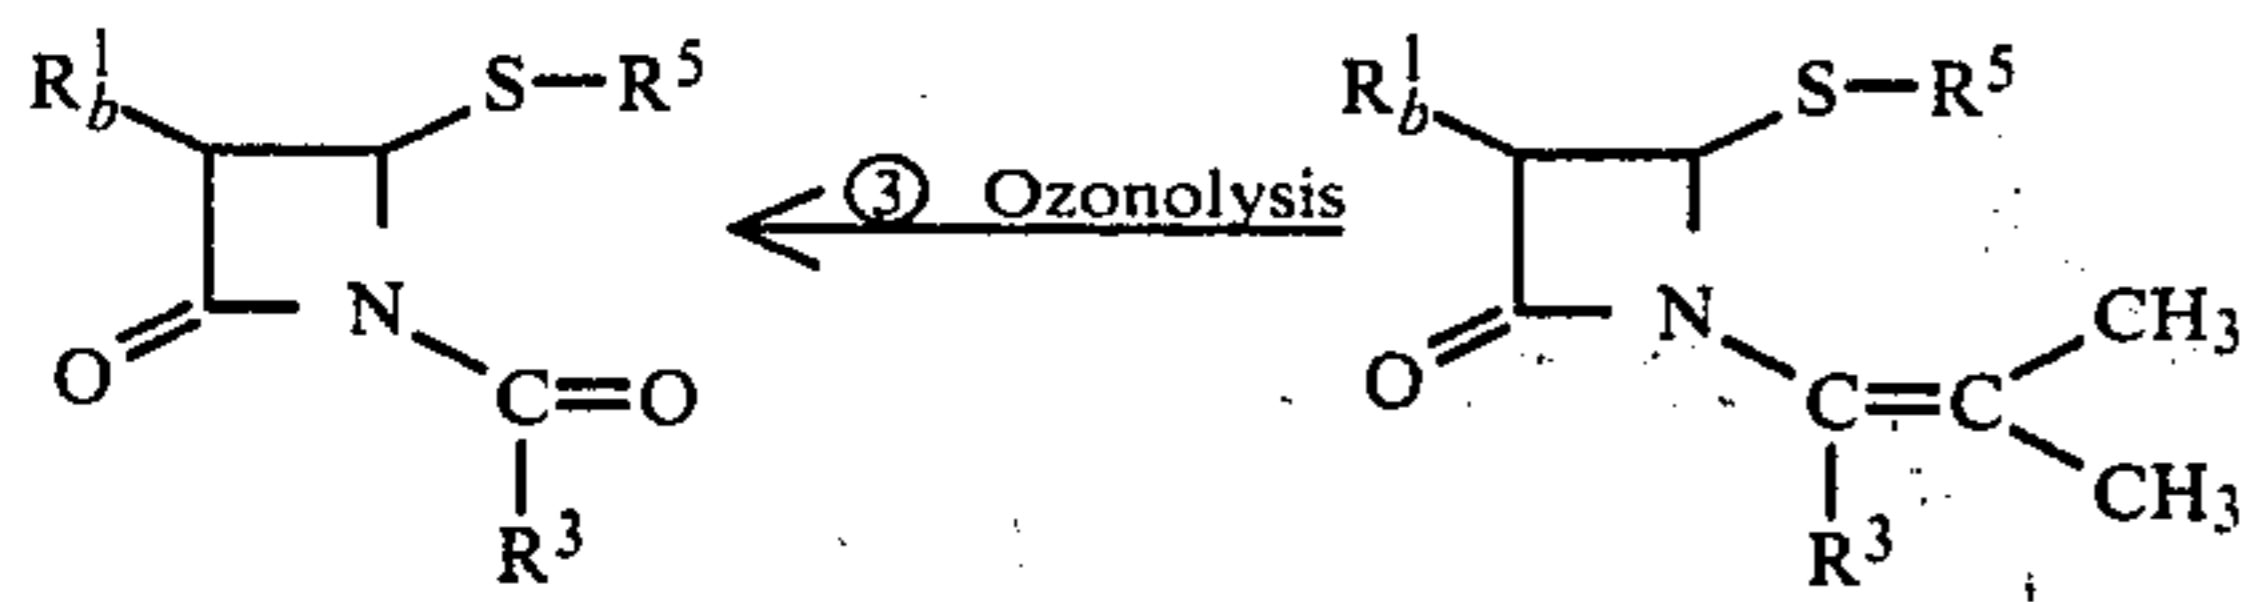 R¹b S—R⁵ R¹b S—R⁵
③ Ozonolysis
N N CH₃
O C=O O C=C
R³ R³ CH₃